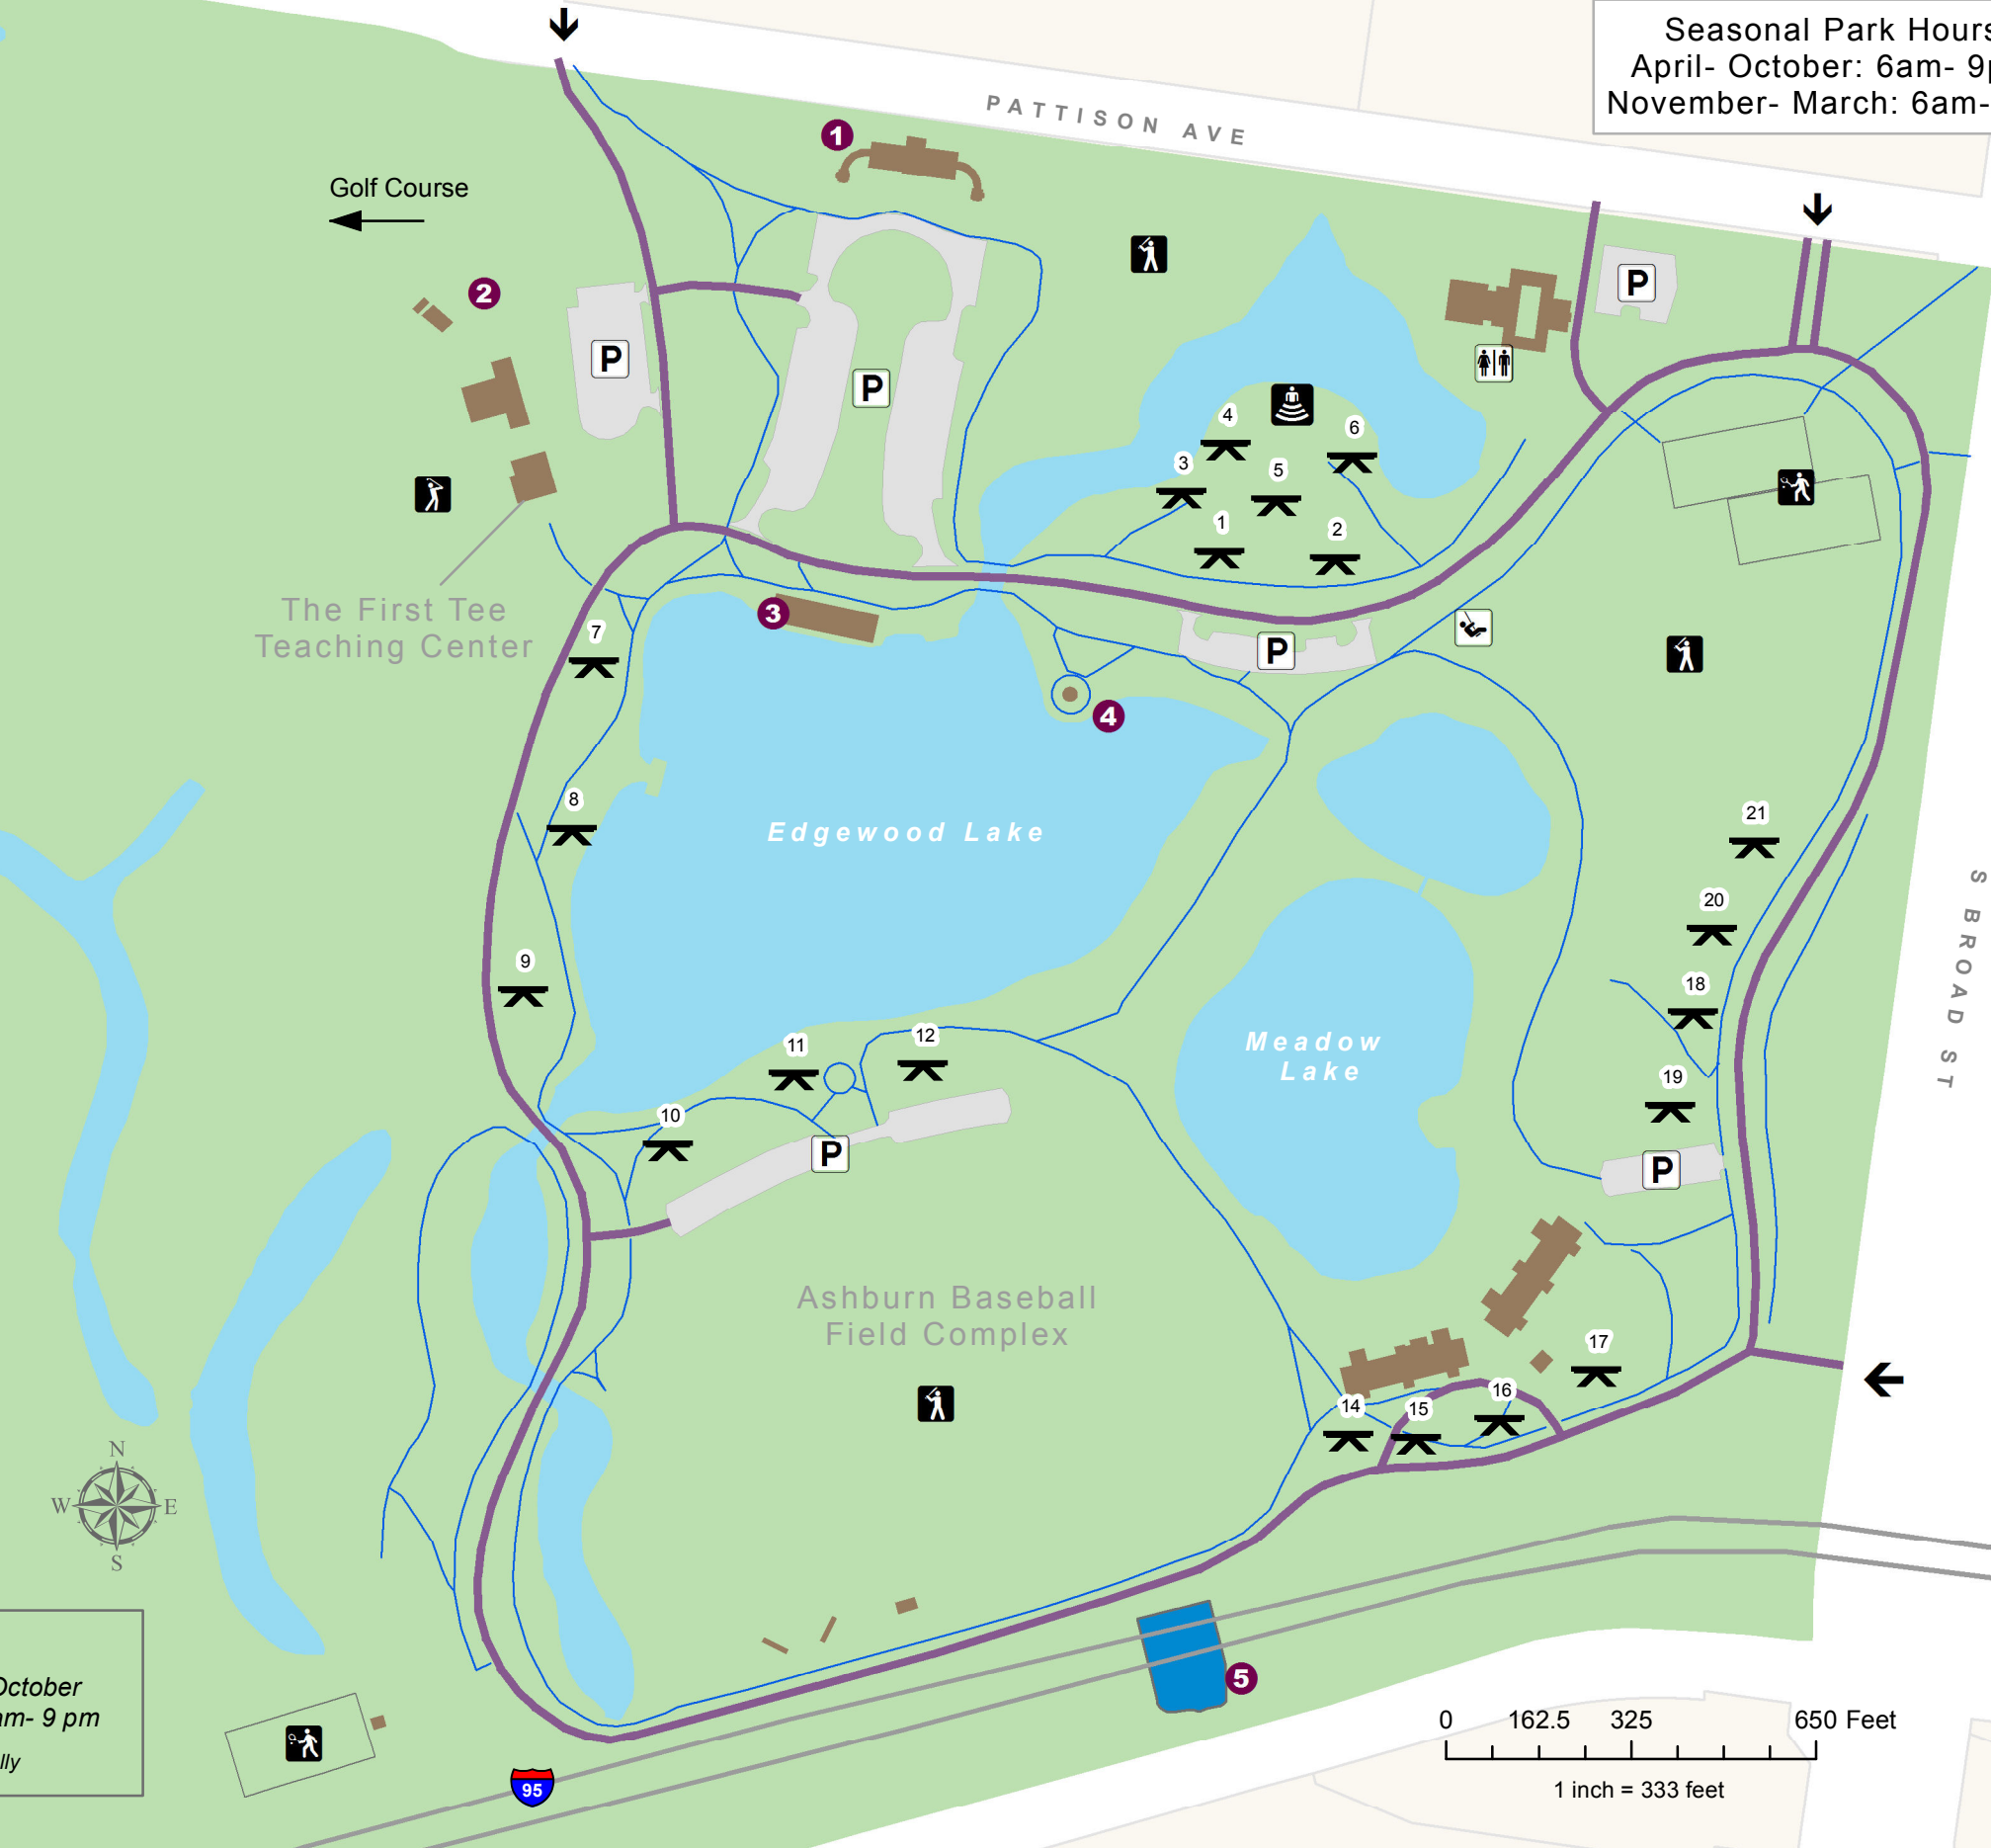 Seasonal Park Hours
April- October: 6am- 9p
November- March: 6am-
PATTISON AVE
1
Golf Course
2
P
P
P
4
6
3
5
1
2
The First Tee
Teaching Center
3
7
P
4
8
Edgewood Lake
21
20
S BROAD ST
9
18
11
12
Meadow
Lake
19
10
P
P
Ashburn Baseball
Field Complex
17
16
14
15
N
W
E
S
October
am- 9 pm
lly
5
0 162.5 325 650 Feet
1 inch = 333 feet
95